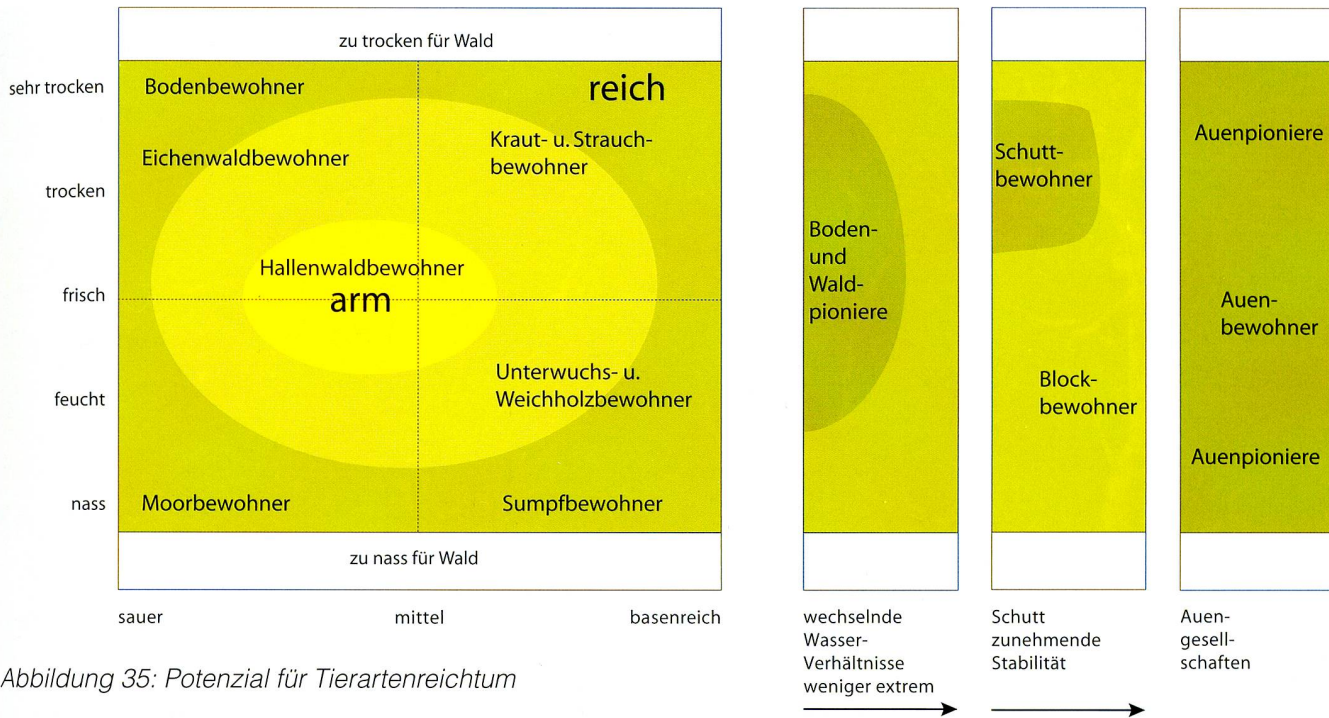 zu trocken für Wald
sehr trocken
trocken
frisch
feucht
nass
Bodenbewohner
reich
Eichenwaldbewohner
Kraut- u. Strauch-
bewohner
Hallenwaldbewohner
arm
Unterwuchs- u.
Weichholzbewohner
Moorbewohner
Sumpfbewohner
zu nass für Wald
sauer
mittel
basenreich
Boden-
und
Wald-
pioniere
wechselnde
Wasser-
Verhältnisse
weniger extrem
Schutt-
bewohner
Block-
bewohner
Schutt
zunehmende
Stabilität
Auenpioniere
Auen-
bewohner
Auenpioniere
Auen-
gesell-
schaften
Abbildung 35: Potenzial für Tierartenreichtum